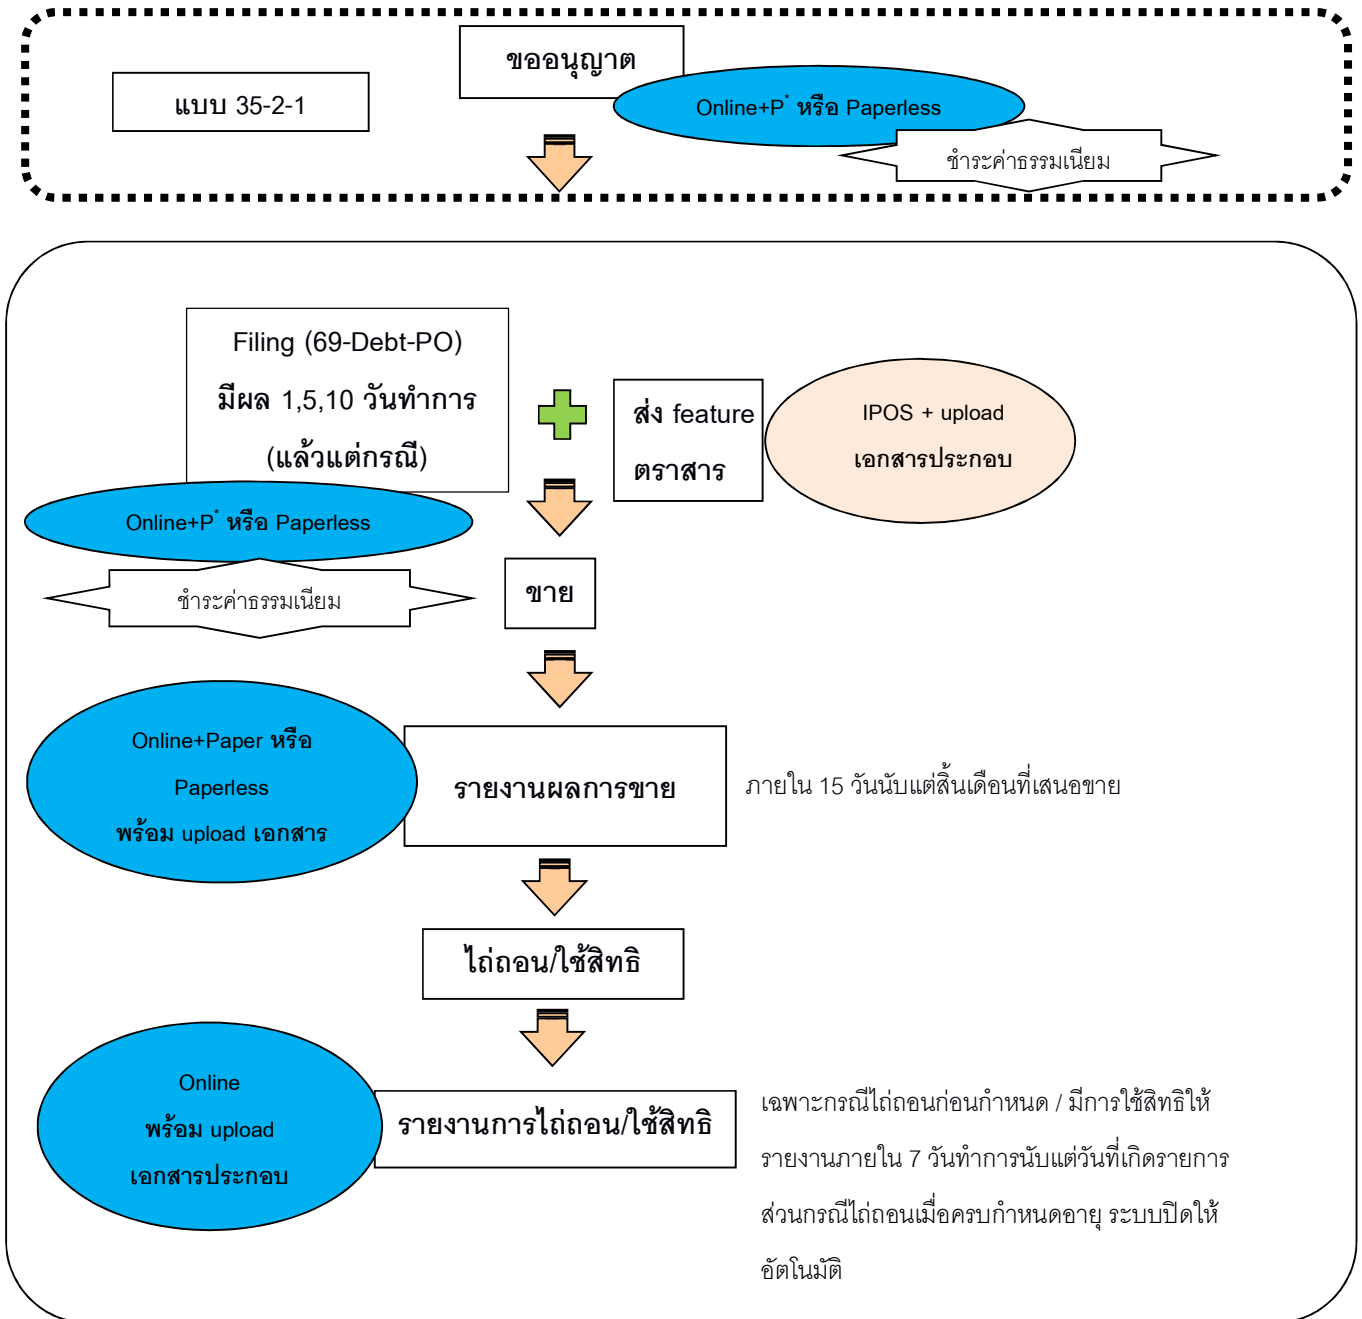 ขออนุญาต
แบบ 35-2-1
Online+P* หรือ Paperless
ชำระค่าธรรมเนียม
Filing (69-Debt-PO)
มีผล 1,5,10 วันทำการ
(แล้วแต่กรณี)
ส่ง feature
ตราสาร
IPOS + upload
เอกสารประกอบ
Online+P* หรือ Paperless
ชำระค่าธรรมเนียม
ขาย
Online+Paper หรือ
Paperless
พร้อม upload เอกสาร
รายงานผลการขาย
ภายใน 15 วันนับแต่สิ้นเดือนที่เสนอขาย
ไถ่ถอน/ใช้สิทธิ
Online
พร้อม upload
เอกสารประกอบ
รายงานการไถ่ถอน/ใช้สิทธิ
เฉพาะกรณีไถ่ถอนก่อนกำหนด / มีการใช้สิทธิให้
รายงานภายใน 7 วันทำการนับแต่วันที่เกิดรายการ
ส่วนกรณีไถ่ถอนเมื่อครบกำหนดอายุ ระบบปิดให้
อัตโนมัติ